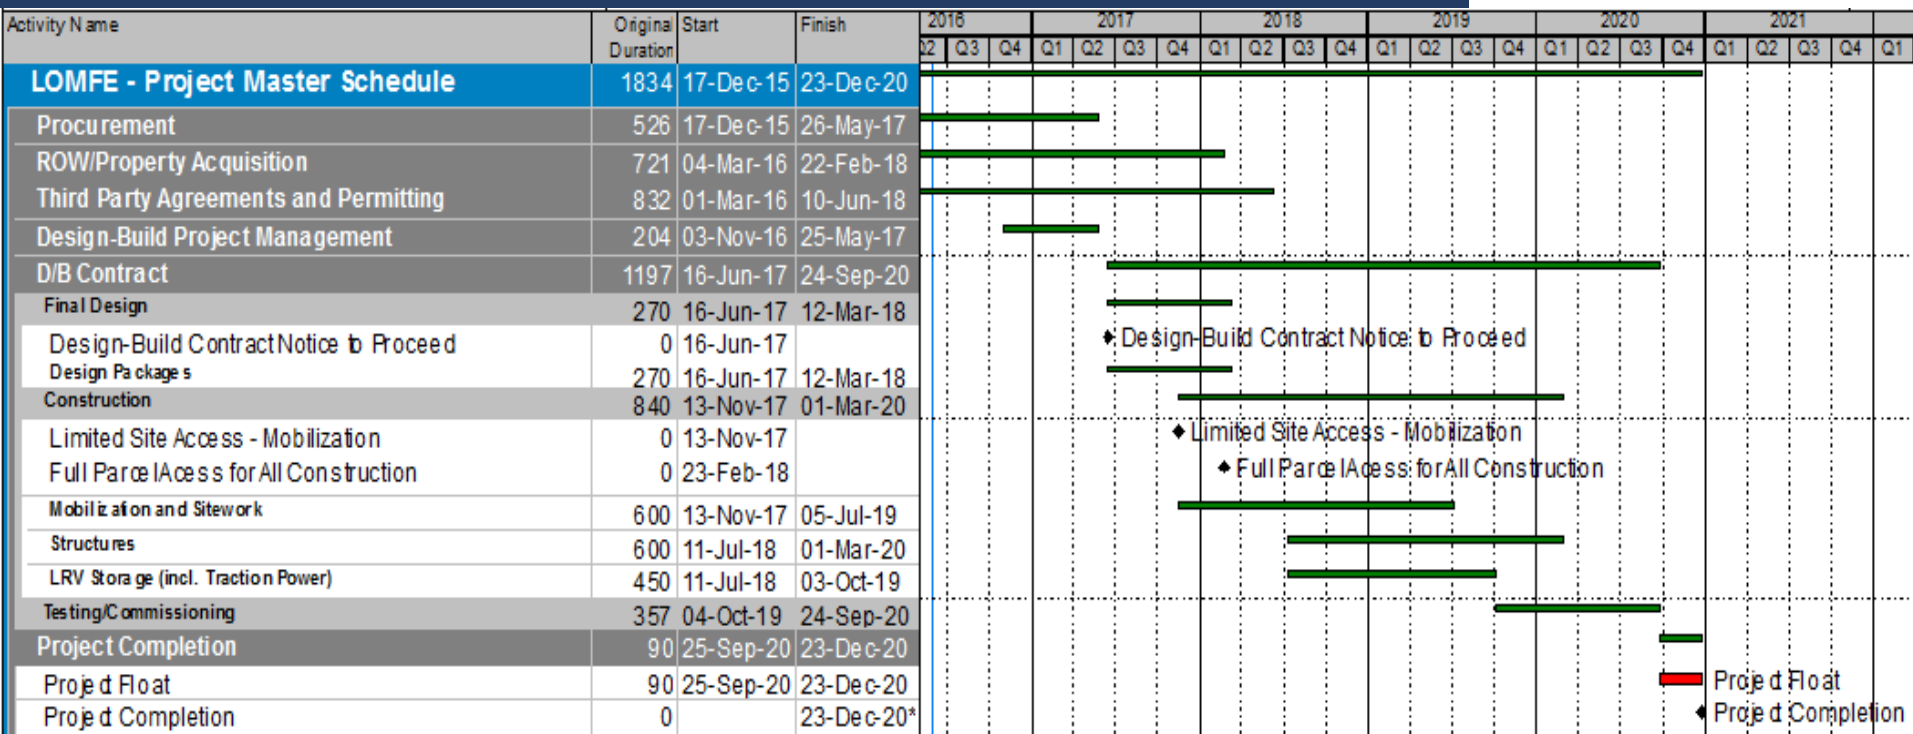 Activity Name Original Start Finish 2016 2017 2018 2019 2020 2021
Duration Q2 Q3 Q4 Q1 Q2 Q3 Q4 Q1 Q2 Q3 Q4 Q1 Q2 Q3 Q4 Q1 Q2 Q3 Q4 Q1 Q2 Q3 Q4 Q1
LOMFE - Project Master Schedule 1834 17-Dec-15 23-Dec-20
Procurement 526 17-Dec-15 26-May-17
ROW/Property Acquisition 721 04-Mar-16 22-Feb-18
Third Party Agreements and Permitting 832 01-Mar-16 10-Jun-18
Design-Build Project Management 204 03-Nov-16 25-May-17
D/B Contract 1197 16-Jun-17 24-Sep-20
Final Design 270 16-Jun-17 12-Mar-18
Design-Build Contract Notice to Proceed 0 16-Jun-17 Design-Build Contract Notice to Proceed
Design Packages 270 16-Jun-17 12-Mar-18
Construction 840 13-Nov-17 01-Mar-20
Limited Site Access - Mobilization 0 13-Nov-17 Limited Site Access - Mobilization
Full Parcel Acess for All Construction 0 23-Feb-18 Full Parcel Acess for All Construction
Mobilization and Sitework 600 13-Nov-17 05-Jul-19
Structures 600 11-Jul-18 01-Mar-20
LRV Storage (incl. Traction Power) 450 11-Jul-18 03-Oct-19
Testing/Commissioning 357 04-Oct-19 24-Sep-20
Project Completion 90 25-Sep-20 23-Dec-20
Project Float 90 25-Sep-20 23-Dec-20 Project Float
Project Completion 0 23-Dec-20* Project Completion